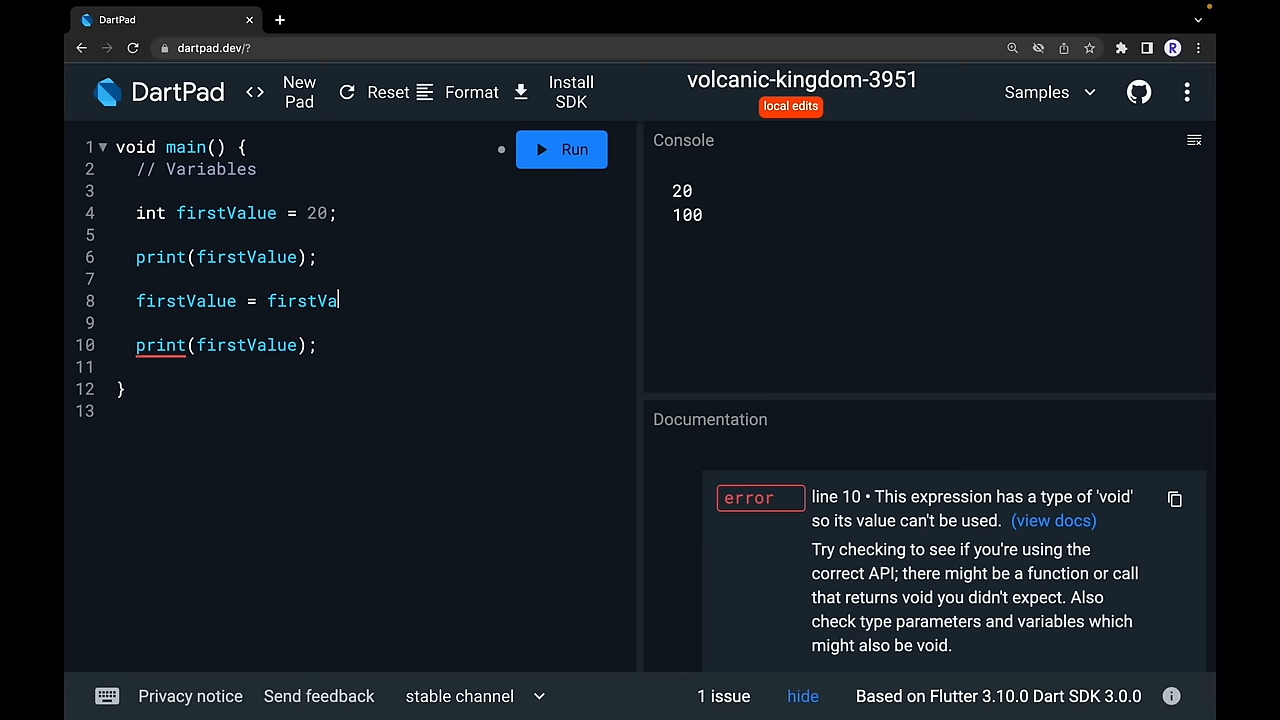 DartPad
dartpad.dev/?
R
DartPad
<> New Pad
Reset
Format
Install SDK
volcanic-kingdom-3951
local edits
Samples
1 void main() {
2 // Variables
3
4 int firstValue = 20;
5
6 print(firstValue);
7
8 firstValue = firstVa
9
10 print(firstValue);
11
12 }
13
Run
Console
20
100
Documentation
error
line 10 • This expression has a type of 'void'
so its value can't be used. (view docs)
Try checking to see if you're using the
correct API; there might be a function or call
that returns void you didn't expect. Also
check type parameters and variables which
might also be void.
Privacy notice
Send feedback
stable channel
1 issue
hide
Based on Flutter 3.10.0 Dart SDK 3.0.0